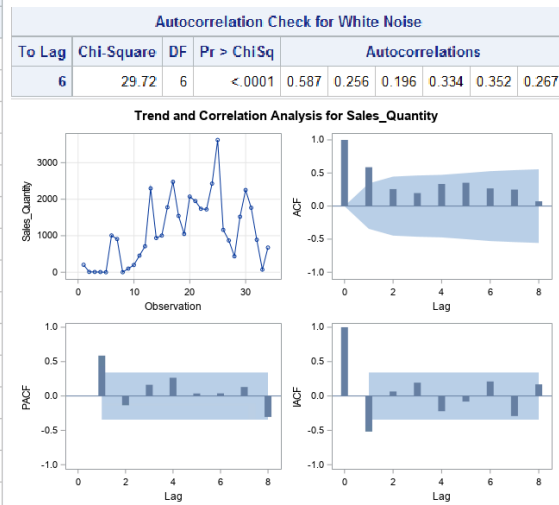 Autocorrelation Check for White Noise
To Lag Chi-Square DF Pr > ChiSq Autocorrelations
6 29.72 6 <.0001 0.587 0.256 0.196 0.334 0.352 0.267
Trend and Correlation Analysis for Sales_Quantity
Sales_Quantity
3000
2000
1000
0
0 10 20 30
Observation
ACF
1.0
0.5
0.0
-0.5
-1.0
0 2 4 6 8
Lag
PACF
1.0
0.5
0.0
-0.5
-1.0
0 2 4 6 8
Lag
IACF
1.0
0.5
0.0
-0.5
-1.0
0 2 4 6 8
Lag